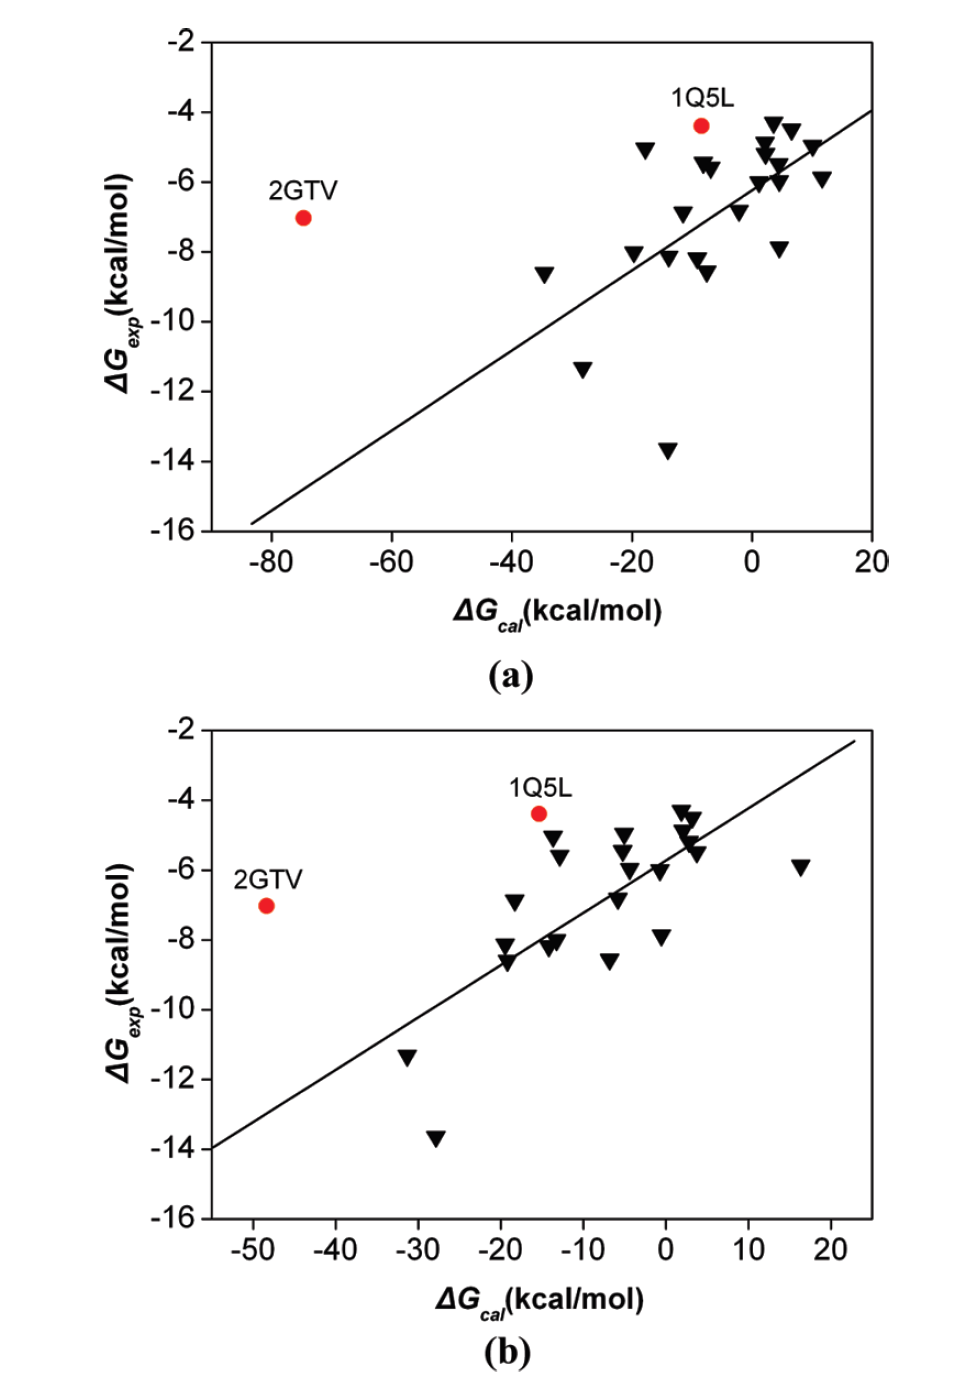 -2
-4
-6
-8
-10
-12
-14
-16
ΔGexp(kcal/mol)
1Q5L
2GTV
-80 -60 -40 -20 0 20
ΔGcal(kcal/mol)
(a)
-2
-4
-6
-8
-10
-12
-14
-16
ΔGexp(kcal/mol)
1Q5L
2GTV
-50 -40 -30 -20 -10 0 10 20
ΔGcal(kcal/mol)
(b)